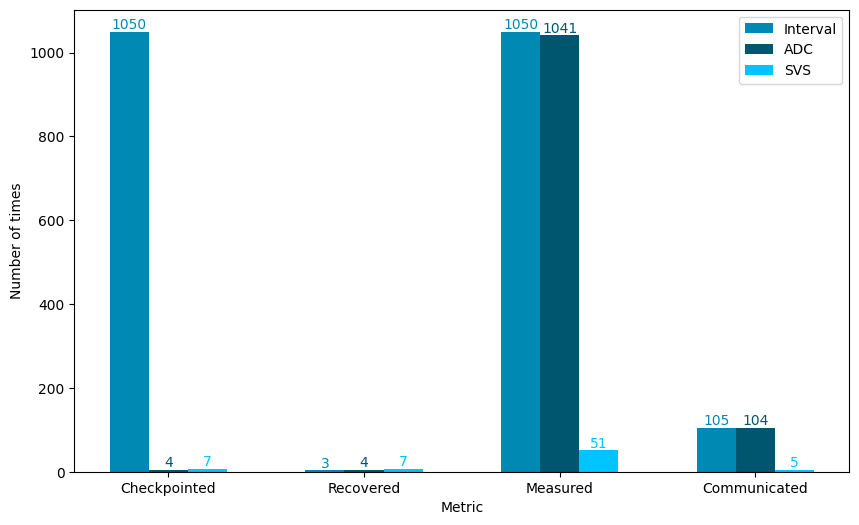 1050
1050
1041
Interval
ADC
SVS
1000
800
600
400
200
0
Number of times
4
7
3
4
7
51
105
104
5
Checkpointed
Recovered
Measured
Communicated
Metric